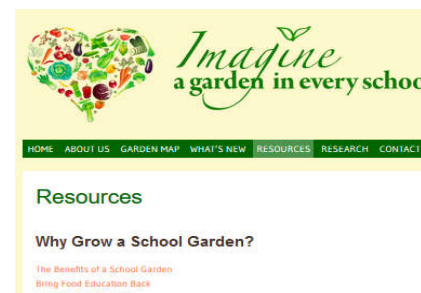 Imagine
a garden in every schoo
HOME ABOUT US GARDEN MAP WHAT'S NEW RESOURCES RESEARCH CONTACT
Resources
Why Grow a School Garden?
The Benefits of a School Garden
Bring Food Education Back